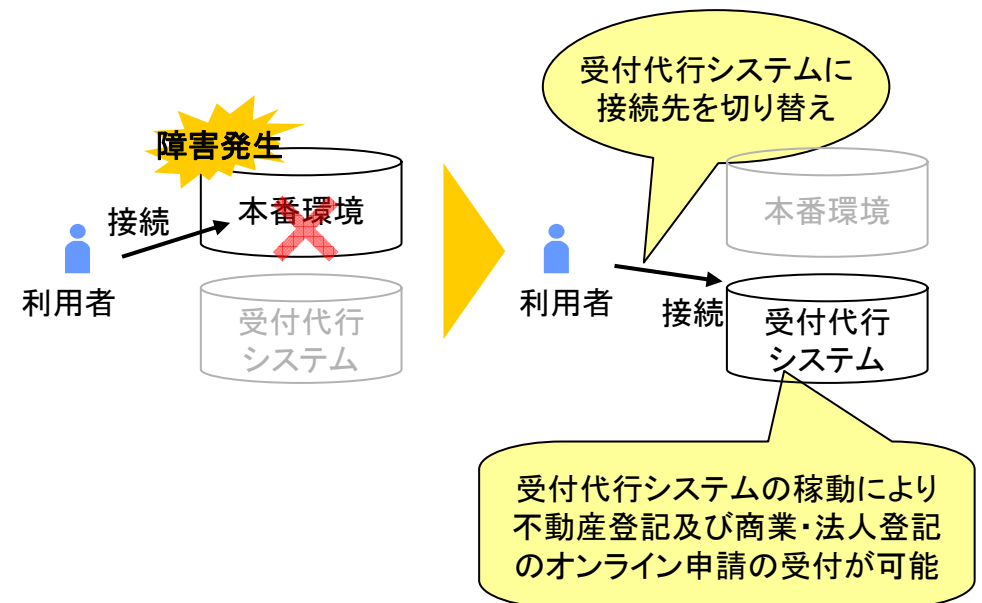 障害発生
本番環境
接続
利用者
受付代行
システム
受付代行システムに
接続先を切り替え
本番環境
利用者
接続
受付代行
システム
受付代行システムの稼動により
不動産登記及び商業・法人登記
のオンライン申請の受付が可能